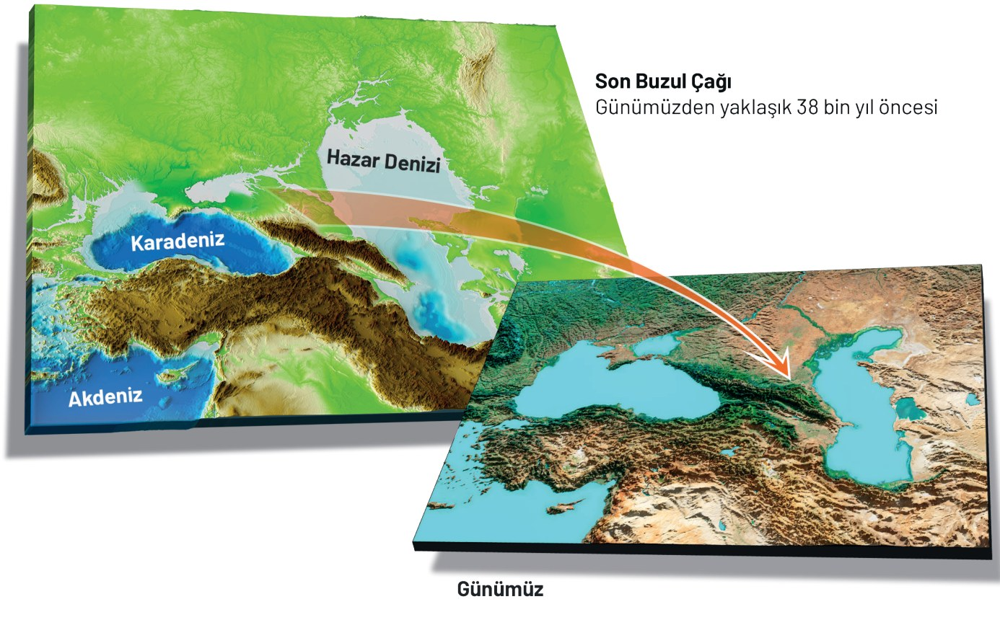 Son Buzul Çağı
Günümüzden yaklaşık 38 bin yıl öncesi
Hazar Denizi
Karadeniz
Akdeniz
Günümüz